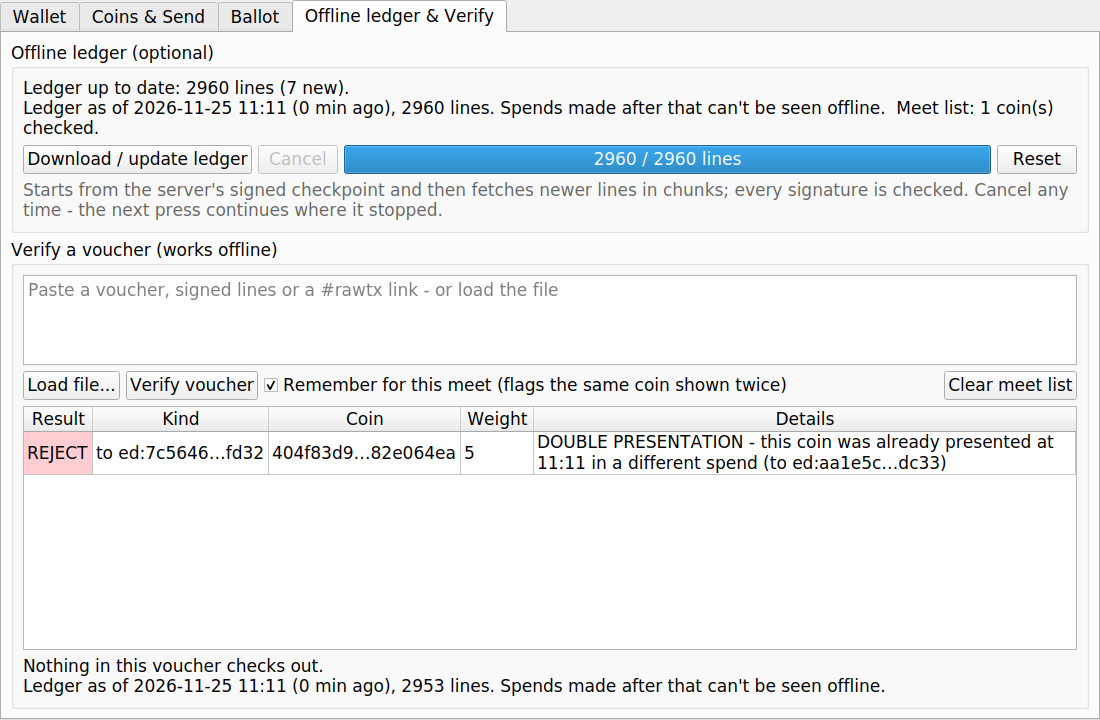 Wallet
Coins & Send
Ballot
Offline ledger & Verify
Offline ledger (optional)
Ledger up to date: 2960 lines (7 new).
Ledger as of 2026-11-25 11:11 (0 min ago), 2960 lines. Spends made after that can't be seen offline.  Meet list: 1 coin(s)
checked.
Download / update ledger
Cancel
2960 / 2960 lines
Reset
Starts from the server's signed checkpoint and then fetches newer lines in chunks; every signature is checked. Cancel any
time - the next press continues where it stopped.
Verify a voucher (works offline)
Paste a voucher, signed lines or a #rawtx link - or load the file
Load file...
Verify voucher
Remember for this meet (flags the same coin shown twice)
Clear meet list
Result
Kind
Coin
Weight
Details
REJECT
to ed:7c5646...fd32
404f83d9...82e064ea
5
DOUBLE PRESENTATION - this coin was already presented at
11:11 in a different spend (to ed:aa1e5c...dc33)
Nothing in this voucher checks out.
Ledger as of 2026-11-25 11:11 (0 min ago), 2953 lines. Spends made after that can't be seen offline.